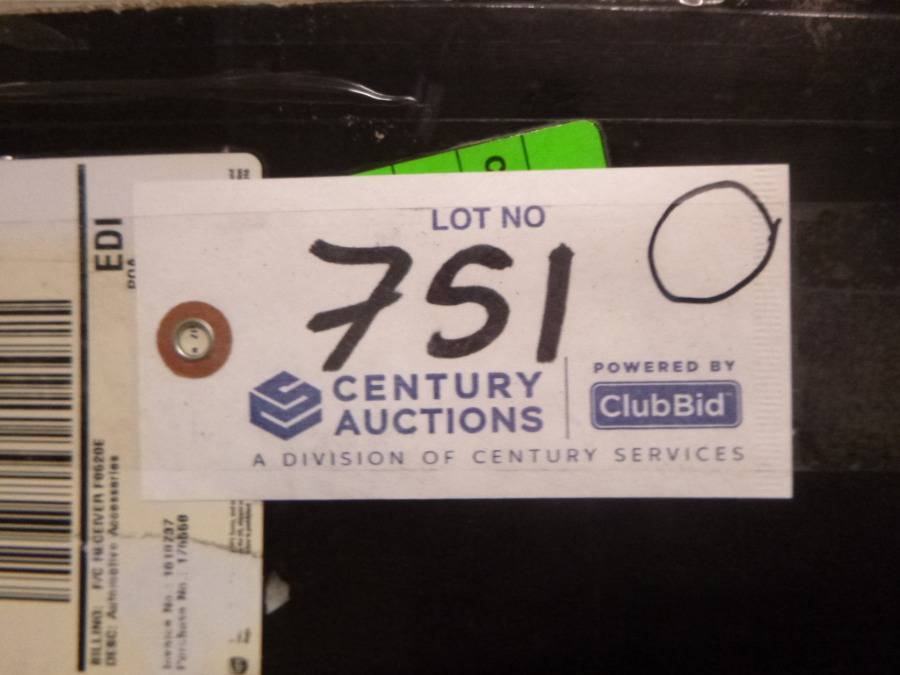 LOT NO
751
CENTURY
AUCTIONS
POWERED BY
ClubBid
A DIVISION OF CENTURY SERVICES
EDI
BILLING: F/C RECEIVER
DESC: Automotive Accessories
Invoice No.:
Purchase No.: